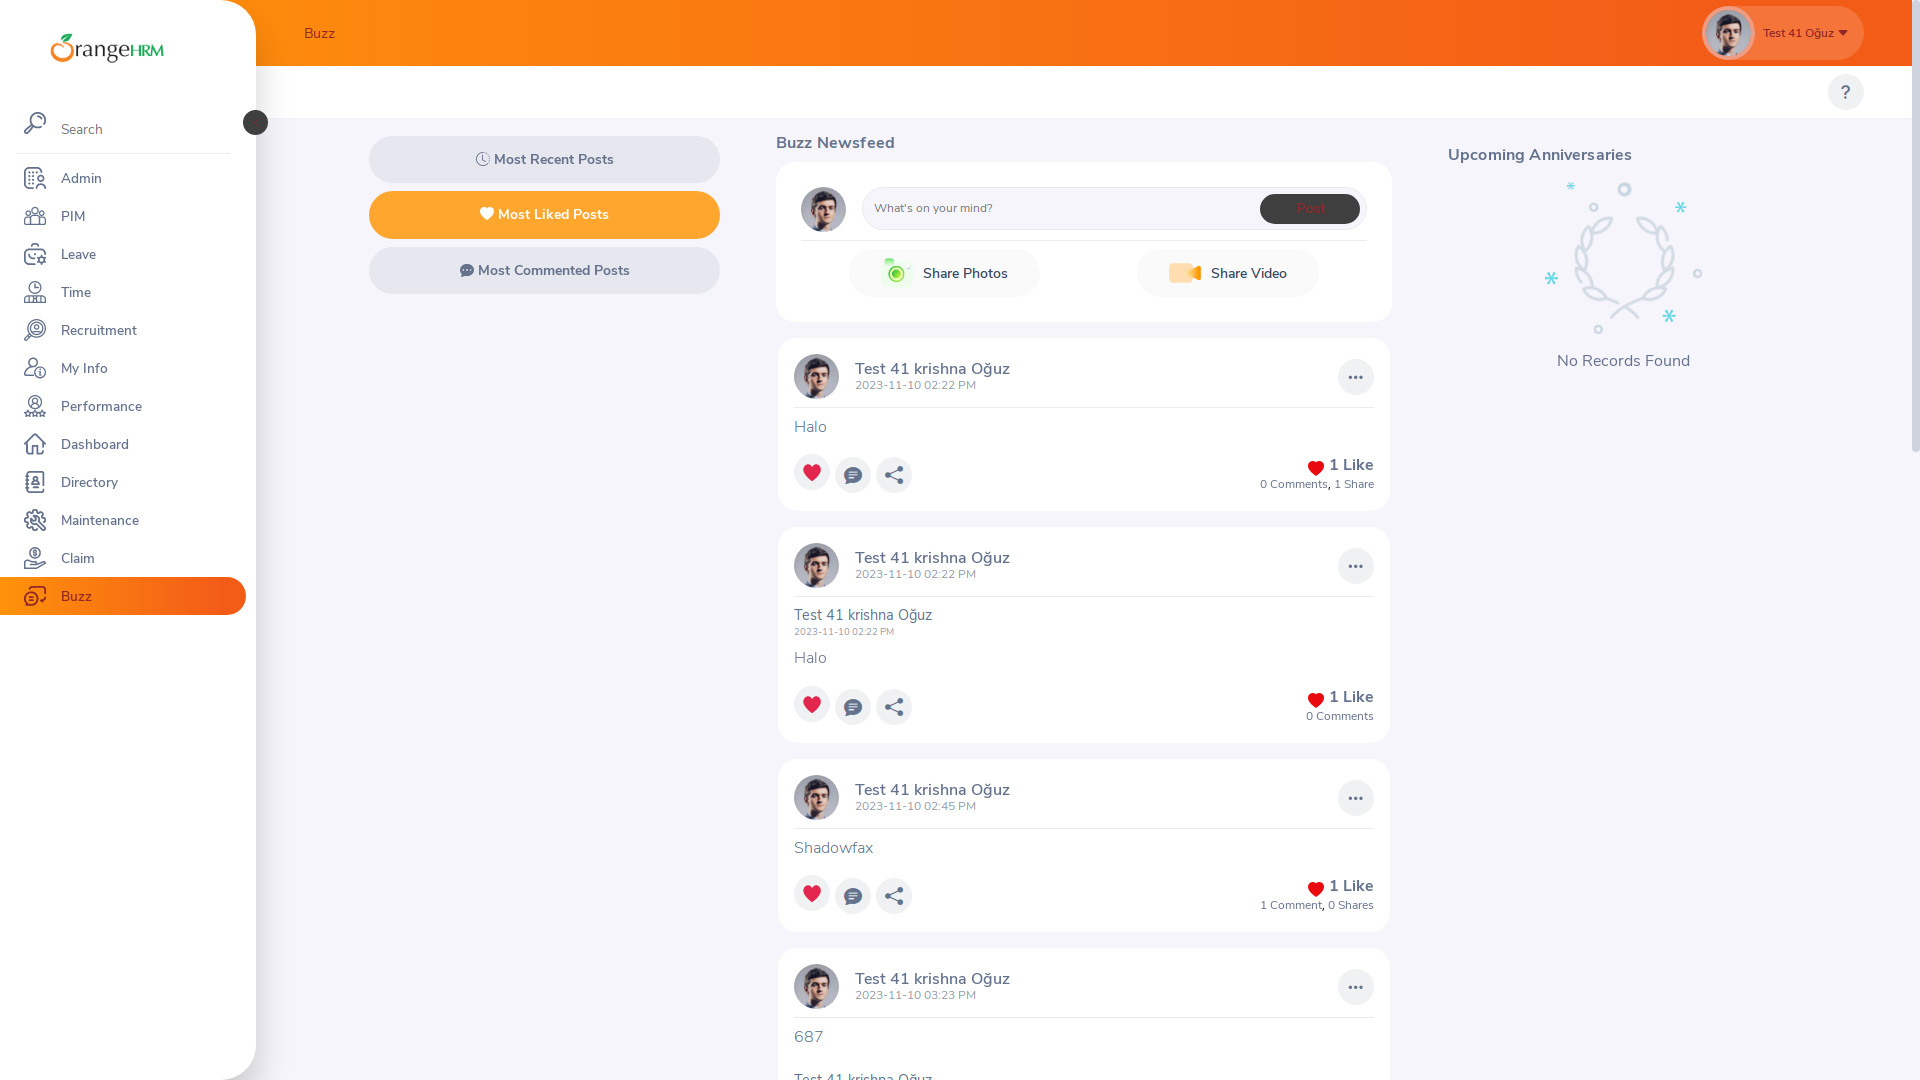 OrangeHRM
Search
Admin
PIM
Leave
Time
Recruitment
My Info
Performance
Dashboard
Directory
Maintenance
Claim
Buzz
Buzz
Test 41 Oğuz
?
Most Recent Posts
Most Liked Posts
Most Commented Posts
Buzz Newsfeed
What's on your mind?
Post
Share Photos
Share Video
Test 41 krishna Oğuz
2023-11-10 02:22 PM
Halo
1 Like
0 Comments, 1 Share
Test 41 krishna Oğuz
2023-11-10 02:22 PM
Test 41 krishna Oğuz
2023-11-10 02:22 PM
Halo
1 Like
0 Comments
Test 41 krishna Oğuz
2023-11-10 02:45 PM
Shadowfax
1 Like
1 Comment, 0 Shares
Test 41 krishna Oğuz
2023-11-10 03:23 PM
687
Test 41 krishna Oğuz
Upcoming Anniversaries
No Records Found